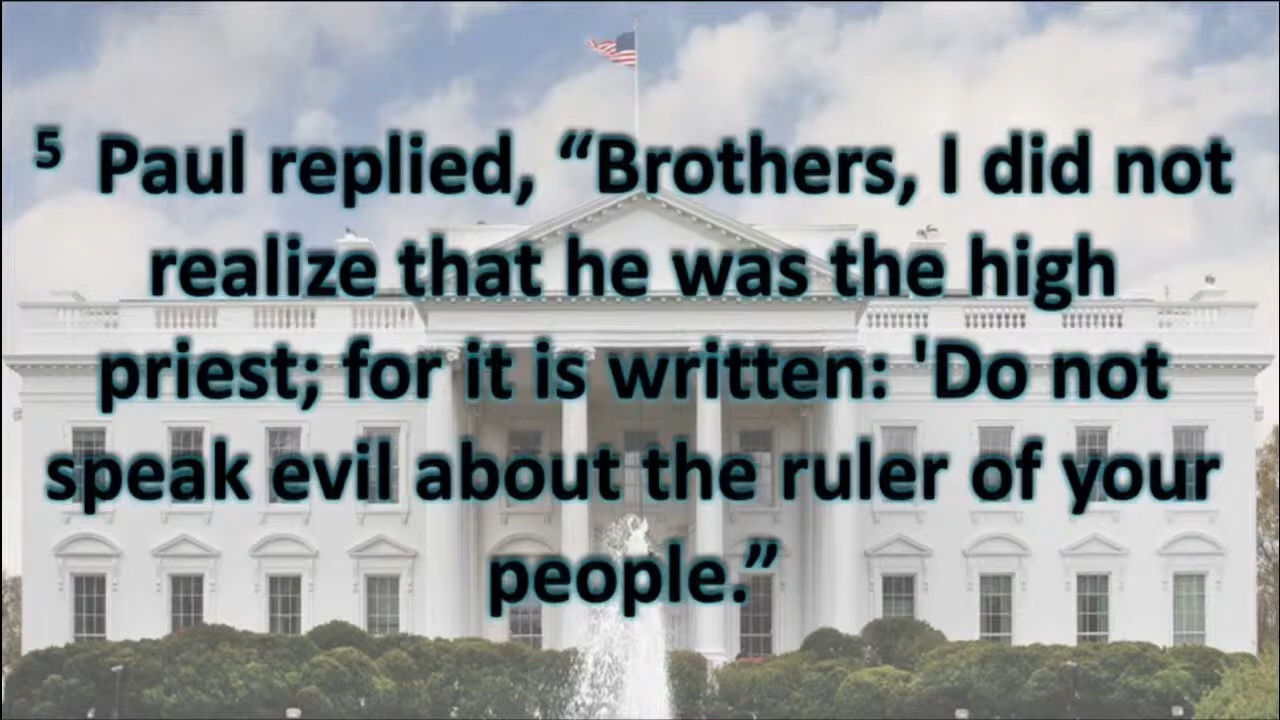 ⁵ Paul replied, “Brothers, I did not
realize that he was the high
priest; for it is written: 'Do not
speak evil about the ruler of your
people.”